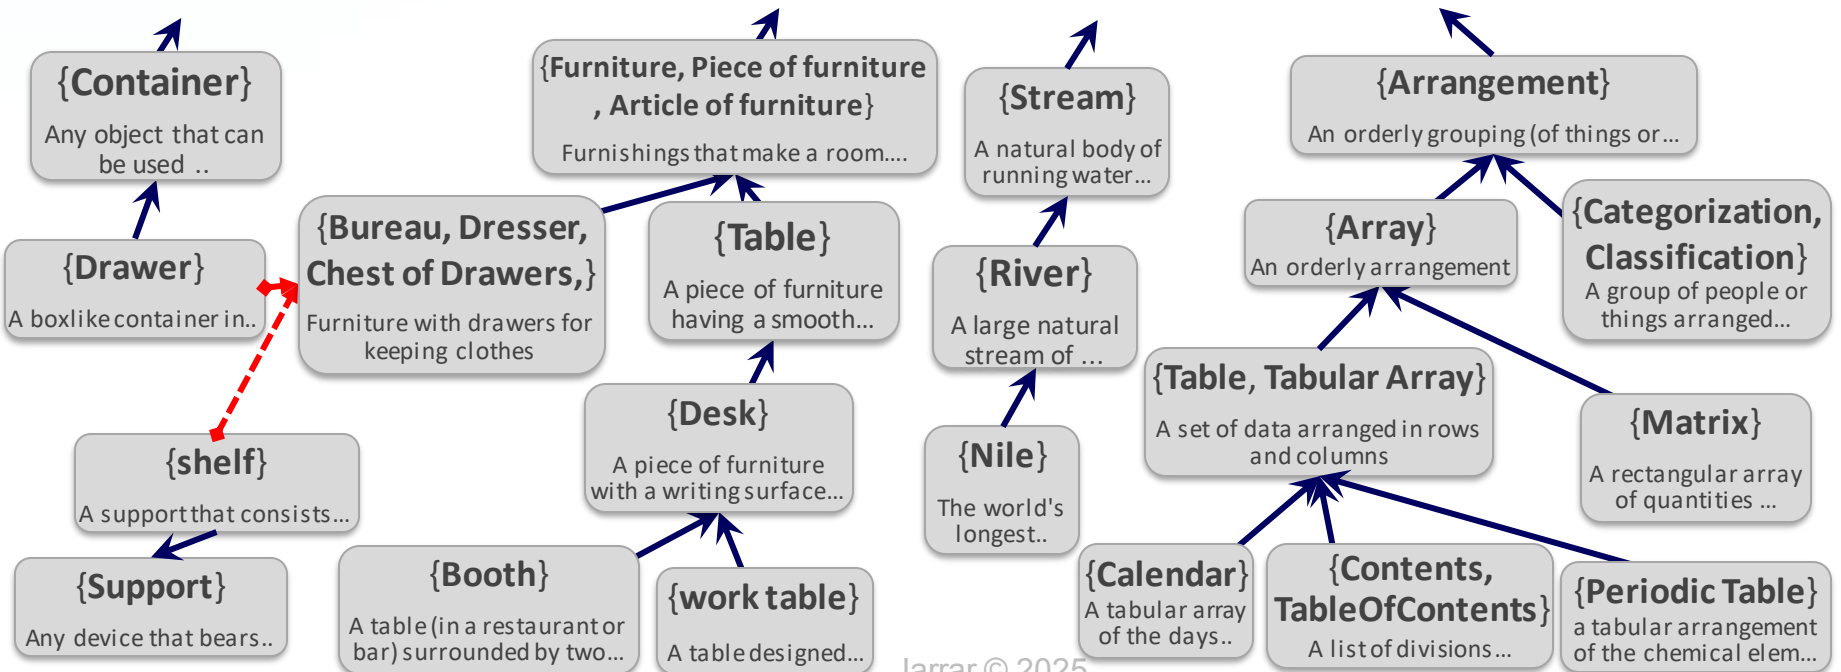 {Container}
Any object that can
be used ..
{Drawer}
A boxlike container in..
{shelf}
A support that consists...
{Support}
Any device that bears..
{Furniture, Piece of furniture
, Article of furniture}
Furnishings that make a room....
{Bureau, Dresser,
Chest of Drawers,}
Furniture with drawers for
keeping clothes
{Table}
A piece of furniture
having a smooth...
{Desk}
A piece of furniture
with a writing surface...
{Booth}
A table (in a restaurant or
bar) surrounded by two...
{work table}
A table designed...
{Stream}
A natural body of
running water...
{River}
A large natural
stream of ...
{Nile}
The world's
longest..
{Arrangement}
An orderly grouping (of things or...
{Array}
An orderly arrangement
{Categorization,
Classification}
A group of people or
things arranged...
{Table, Tabular Array}
A set of data arranged in rows
and columns
{Matrix}
A rectangular array
of quantities ...
{Calendar}
A tabular array
of the days..
{Contents,
TableOfContents}
A list of divisions...
{Periodic Table}
a tabular arrangement
of the chemical elem...
Jarrar © 2025